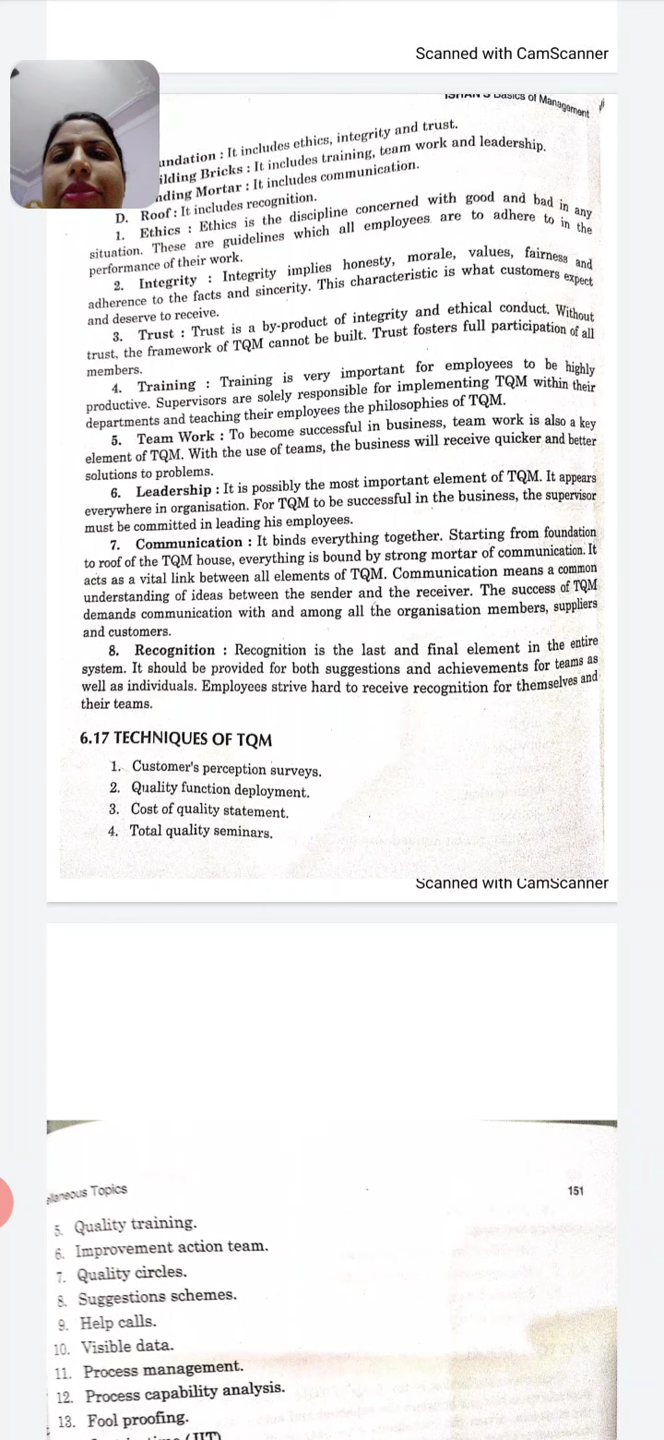 Scanned with CamScanner
Basics of Management
undation : It includes ethics, integrity and trust.
ilding Bricks : It includes training, team work and leadership.
nding Mortar : It includes communication.
D. Roof : It includes recognition.
1. Ethics : Ethics is the discipline concerned with good and bad in any
situation. These are guidelines which all employees are to adhere to in the
performance of their work.
2. Integrity : Integrity implies honesty, morale, values, fairness and
adherence to the facts and sincerity. This characteristic is what customers expect
and deserve to receive.
3. Trust : Trust is a by-product of integrity and ethical conduct. Without
trust, the framework of TQM cannot be built. Trust fosters full participation of all
members.
4. Training : Training is very important for employees to be highly
productive. Supervisors are solely responsible for implementing TQM within their
departments and teaching their employees the philosophies of TQM.
5. Team Work : To become successful in business, team work is also a key
element of TQM. With the use of teams, the business will receive quicker and better
solutions to problems.
6. Leadership : It is possibly the most important element of TQM. It appears
everywhere in organisation. For TQM to be successful in the business, the supervisor
must be committed in leading his employees.
7. Communication : It binds everything together. Starting from foundation
to roof of the TQM house, everything is bound by strong mortar of communication. It
acts as a vital link between all elements of TQM. Communication means a common
understanding of ideas between the sender and the receiver. The success of TQM
demands communication with and among all the organisation members, suppliers
and customers.
8. Recognition : Recognition is the last and final element in the entire
system. It should be provided for both suggestions and achievements for teams as
well as individuals. Employees strive hard to receive recognition for themselves and
their teams.
6.17 TECHNIQUES OF TQM
1. Customer's perception surveys.
2. Quality function deployment.
3. Cost of quality statement.
4. Total quality seminars.
Scanned with CamScanner
ellaneous Topics 151
5. Quality training.
6. Improvement action team.
7. Quality circles.
8. Suggestions schemes.
9. Help calls.
10. Visible data.
11. Process management.
12. Process capability analysis.
13. Fool proofing.